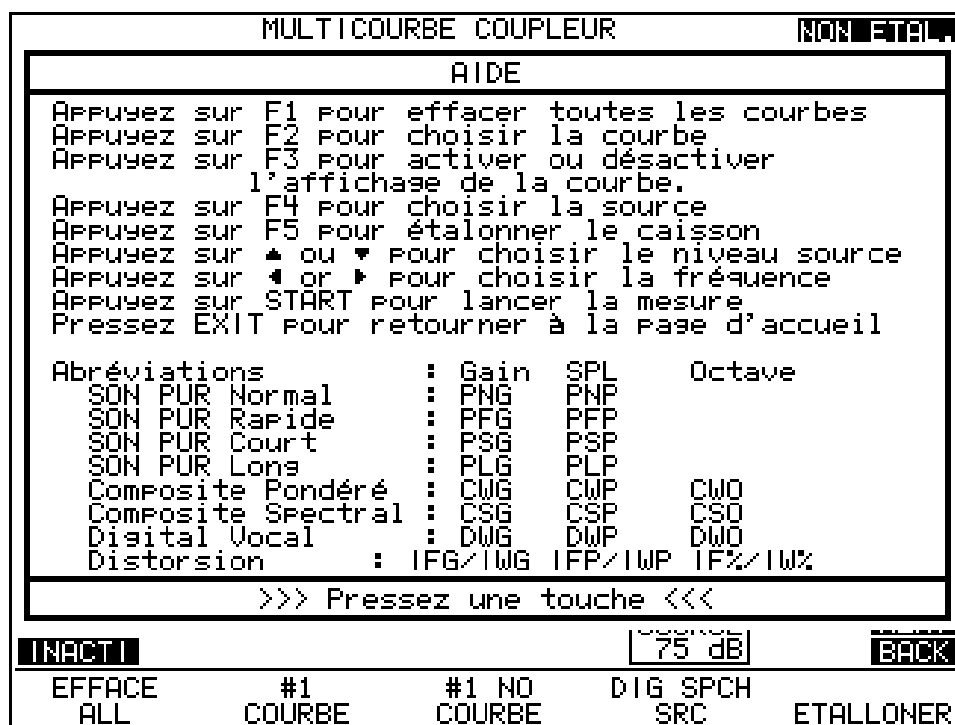 MULTICOURBE COUPLEUR NON ETAL.
AIDE
Appuyez sur F1 pour effacer toutes les courbes
Appuyez sur F2 pour choisir la courbe
Appuyez sur F3 pour activer ou désactiver
l'affichage de la courbe.
Appuyez sur F4 pour choisir la source
Appuyez sur F5 pour étalonner le caisson
Appuyez sur ▲ ou ▼ pour choisir le niveau source
Appuyez sur ◀ or ▶ pour choisir la fréquence
Appuyez sur START pour lancer la mesure
Pressez EXIT pour retourner à la page d'accueil
Abréviations : Gain SPL Octave
SON PUR Normal : PNG PNP
SON PUR Rapide : PFG PFP
SON PUR Court : PSG PSP
SON PUR Long : PLG PLP
Composite Pondéré : CWG CWP CWO
Composite Spectral : CSG CSP CSO
Digital Vocal : DWG DWP DWO
Distorsion : IFG/IWG IFP/IWP IF%/IW%
>>> Pressez une touche <<<
INACTI 75 dB BACK
EFFACE #1 #1 NO DIG SPCH
ALL COURBE COURBE SRC ETALLONER